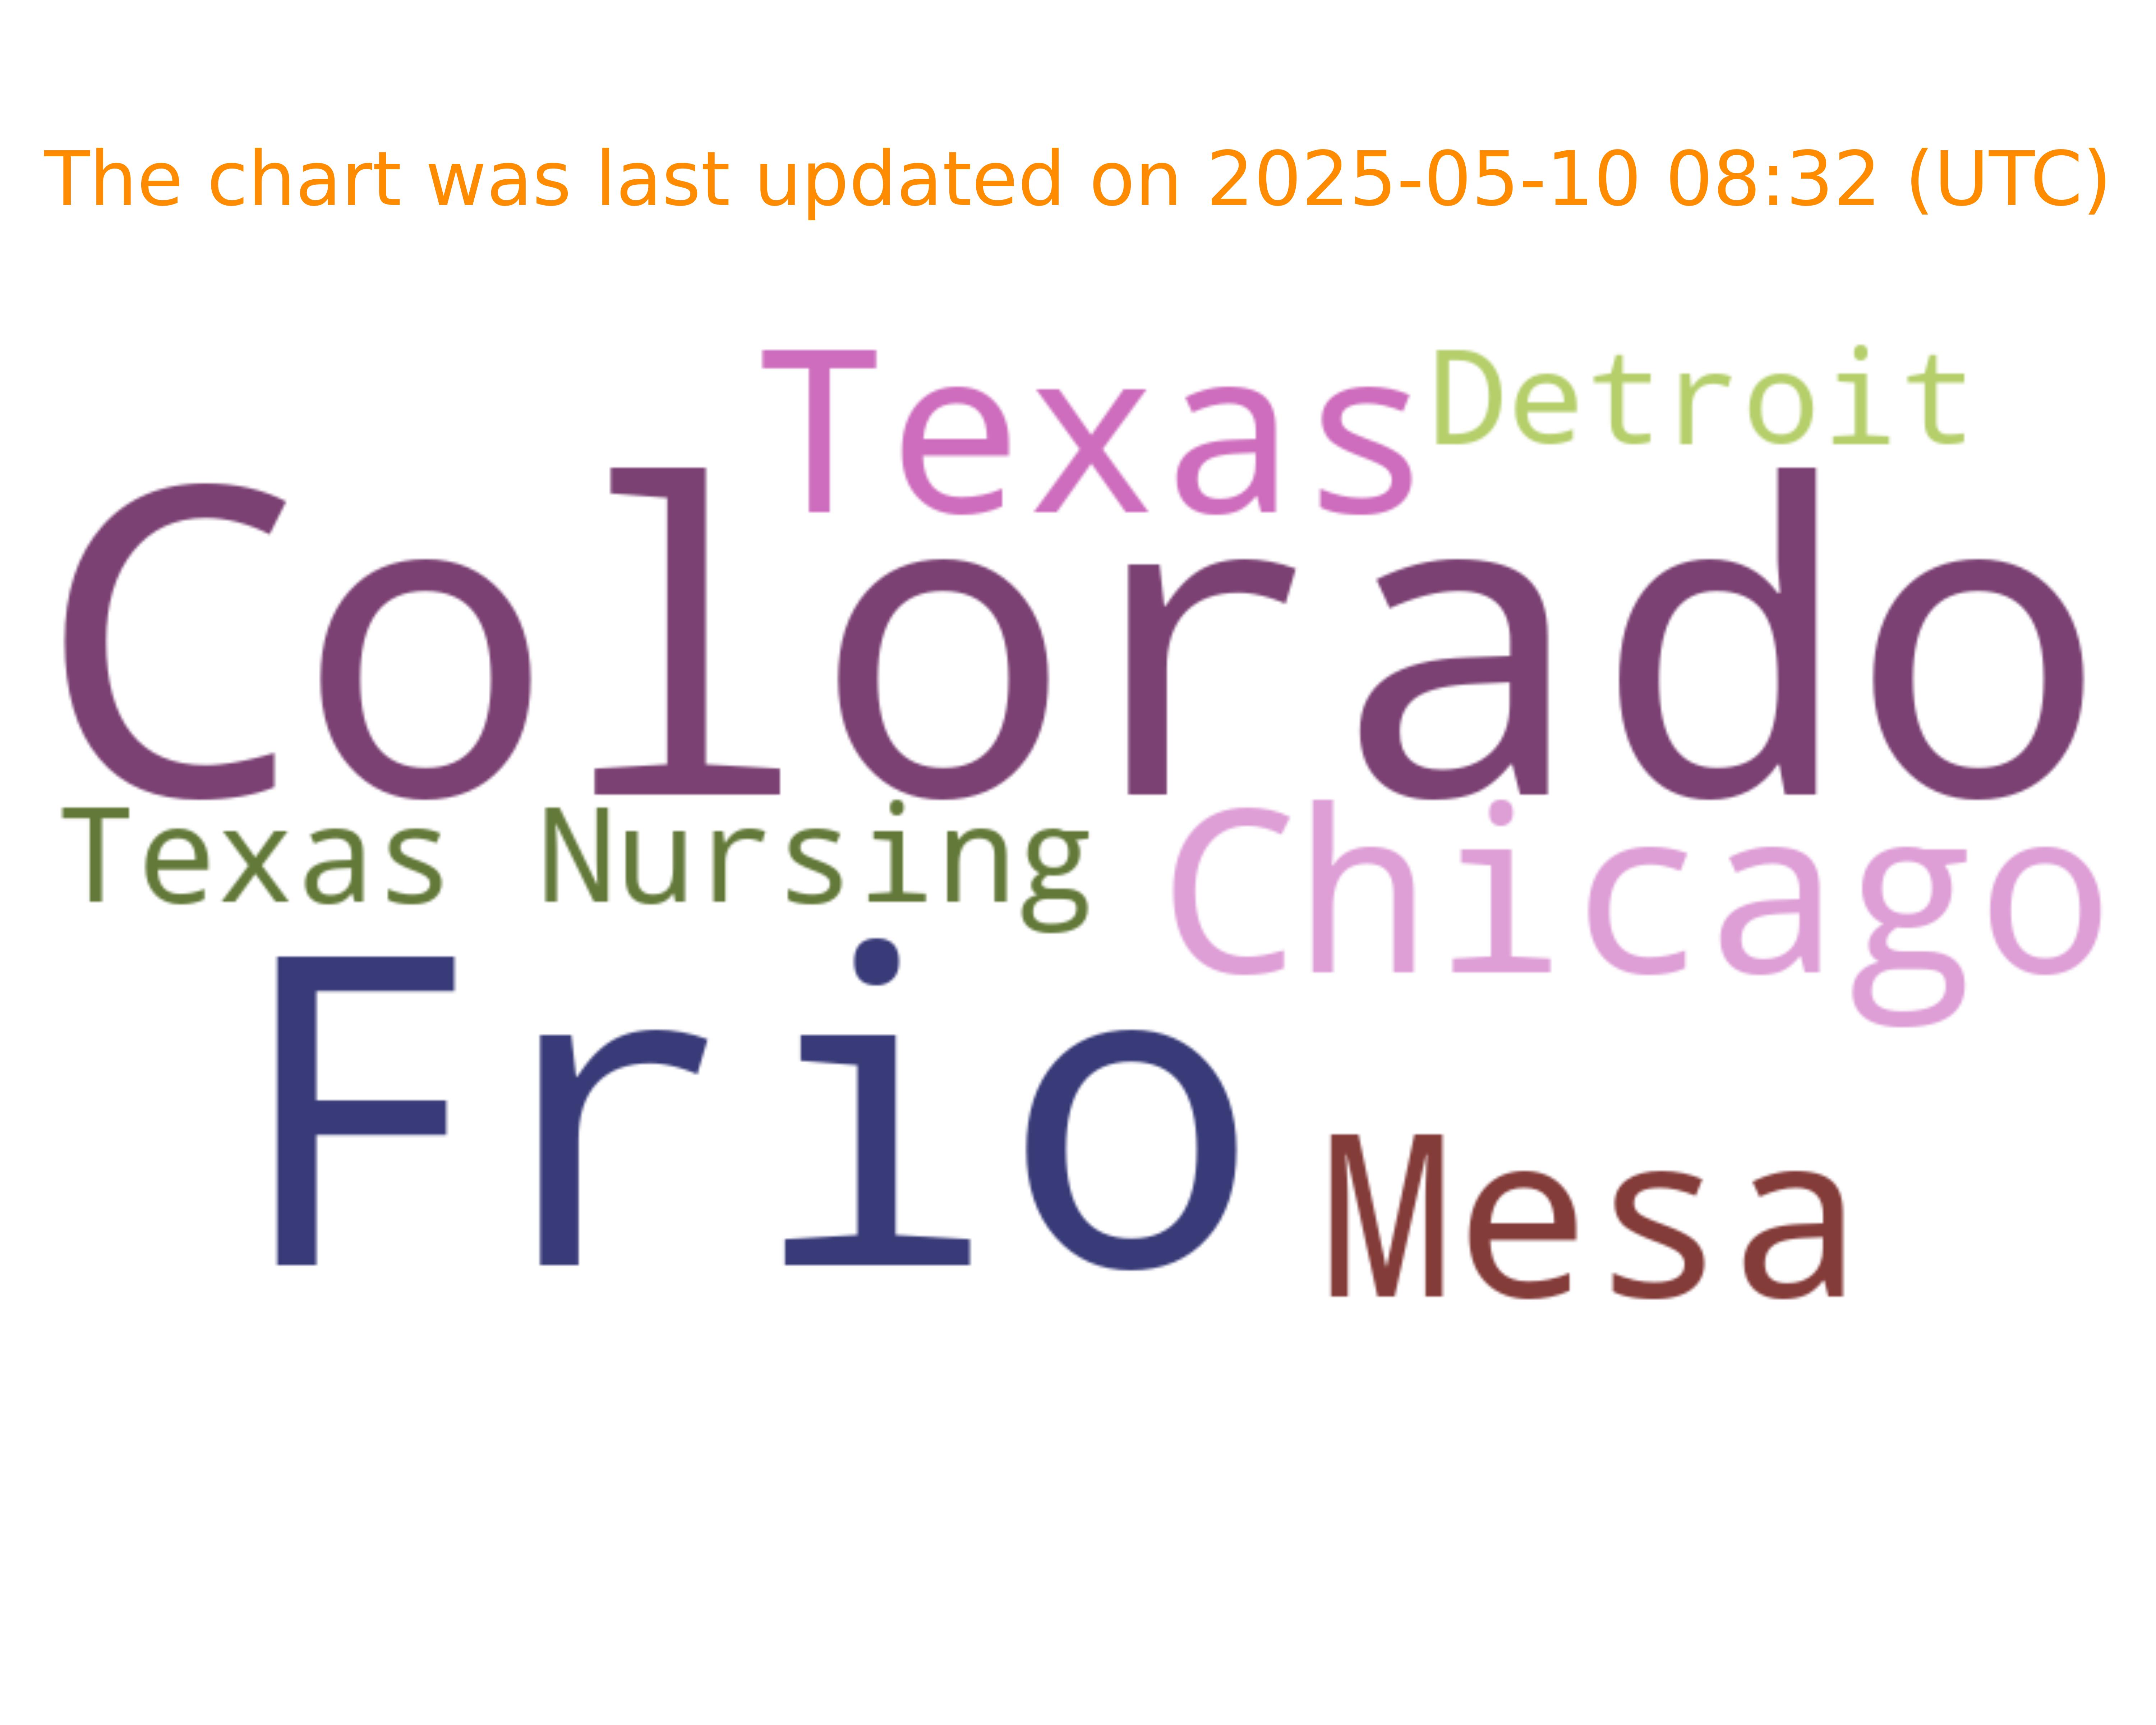 The chart was last updated on 2025-05-10 08:32 (UTC)
Texas
Detroit
Colorado
Texas Nursing
Chicago
Frio
Mesa